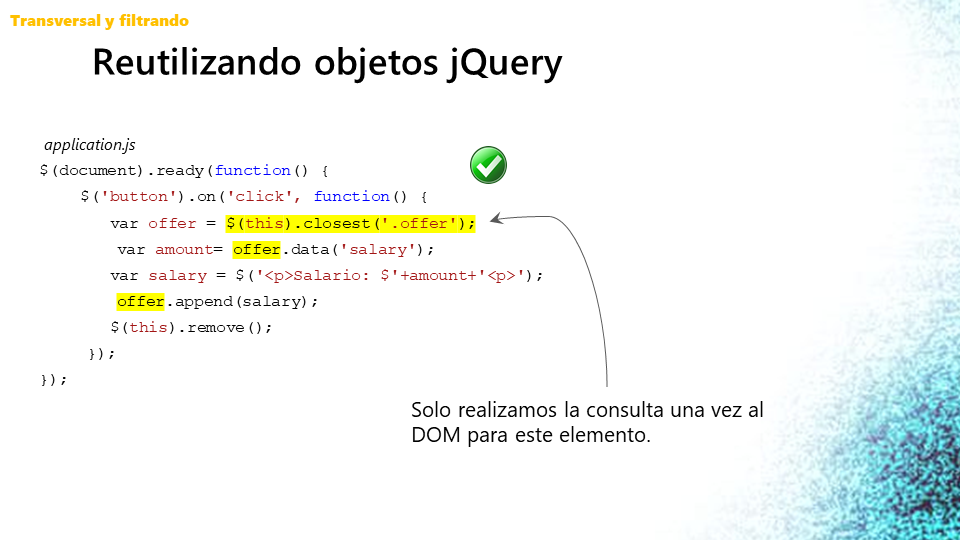 Transversal y filtrando
Reutilizando objetos jQuery
application.js
$(document).ready(function() {
$('button').on('click', function() {
var offer = $(this).closest('.offer');
var amount= offer.data('salary');
var salary = $('<p>Salario: $'+amount+'<p>');
offer.append(salary);
$(this).remove();
});
});
Solo realizamos la consulta una vez al
DOM para este elemento.